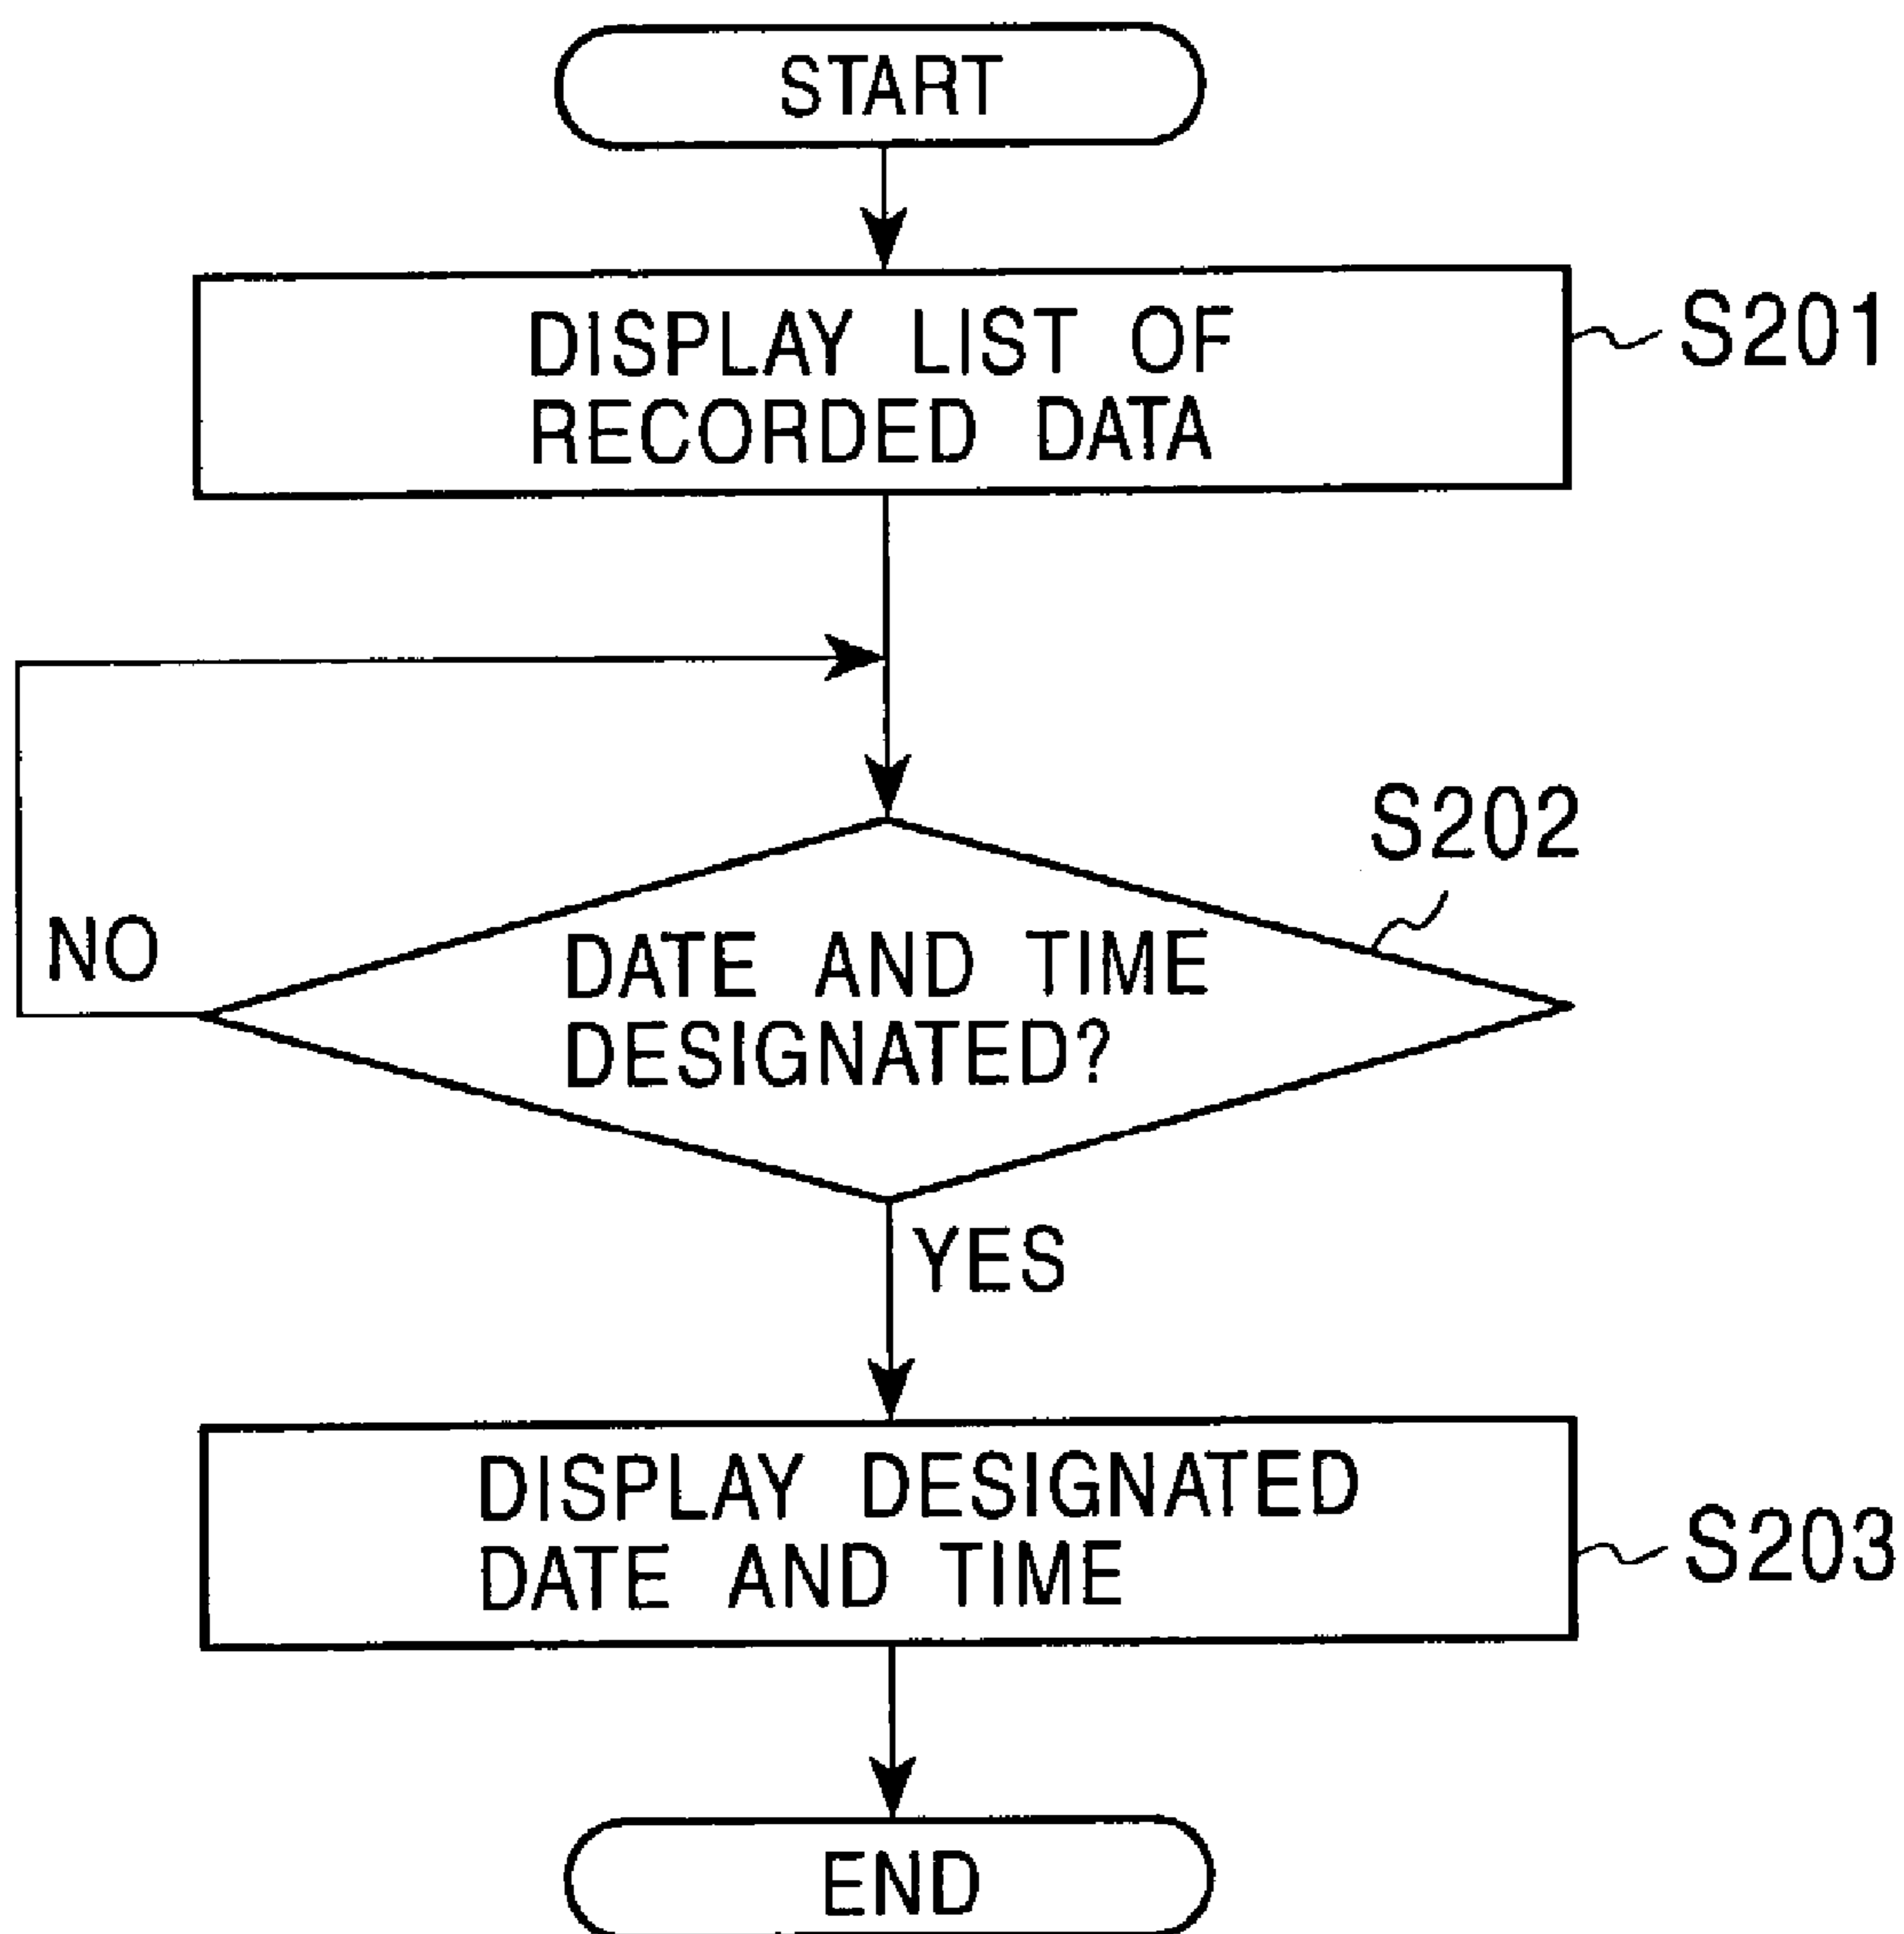 START
DISPLAY LIST OF
RECORDED DATA
S201
S202
NO
DATE AND TIME
DESIGNATED?
YES
DISPLAY DESIGNATED
DATE AND TIME
S203
END